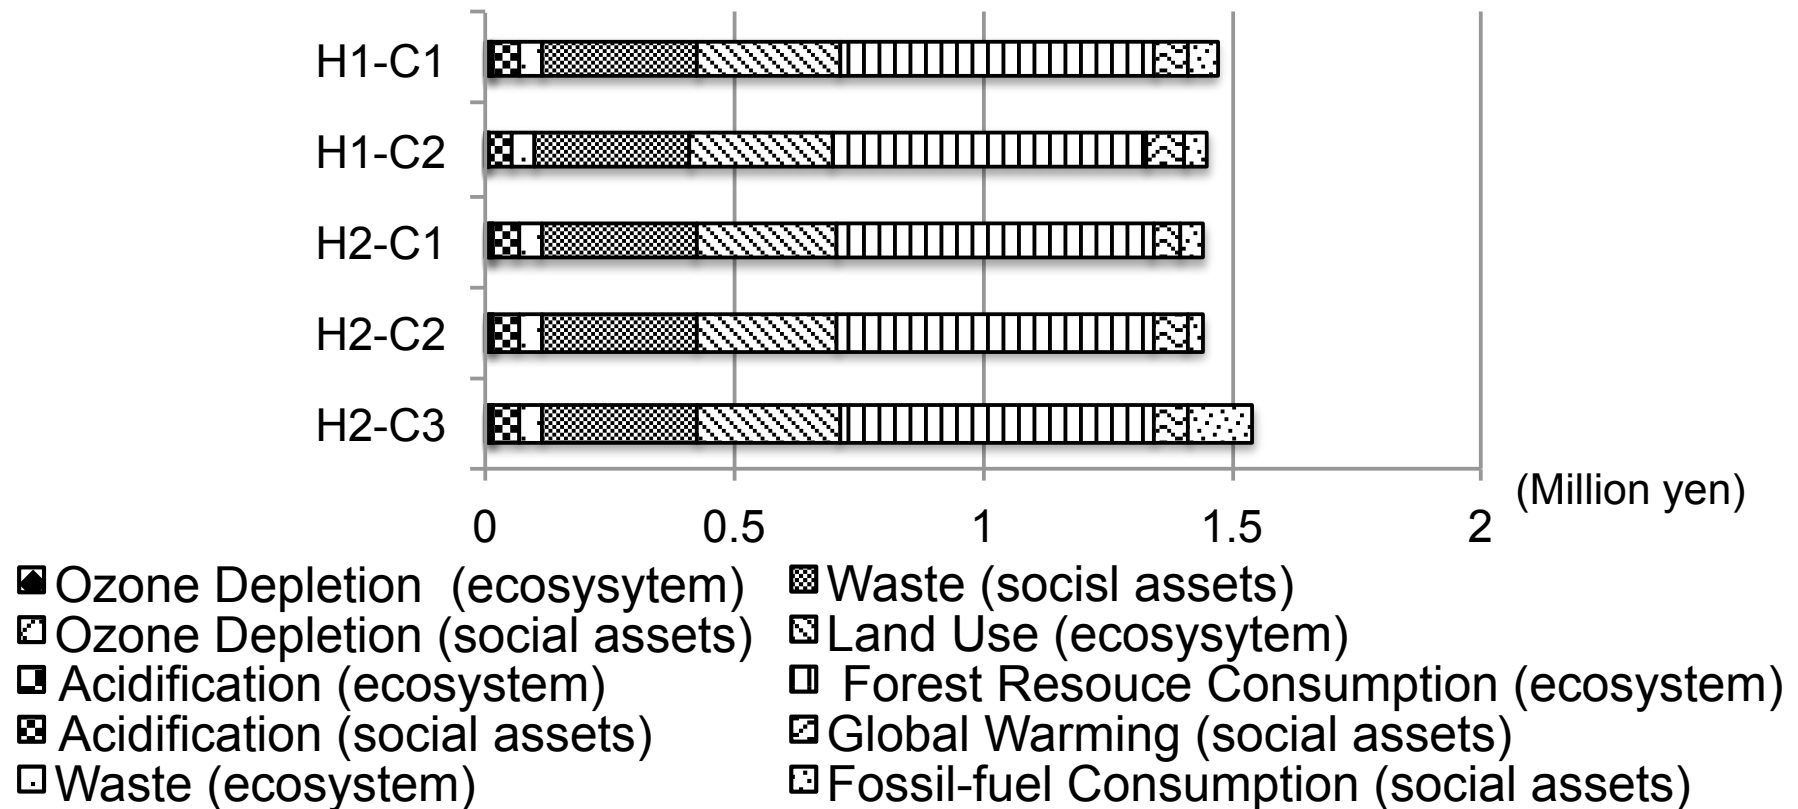 H1-C1
H1-C2
H2-C1
H2-C2
H2-C3
(Million yen)
0 0.5 1 1.5 2
Ozone Depletion (ecosysytem)
Waste (socisl assets)
Ozone Depletion (social assets)
Land Use (ecosysytem)
Acidification (ecosystem)
Forest Resouce Consumption (ecosystem)
Acidification (social assets)
Global Warming (social assets)
Waste (ecosystem)
Fossil-fuel Consumption (social assets)